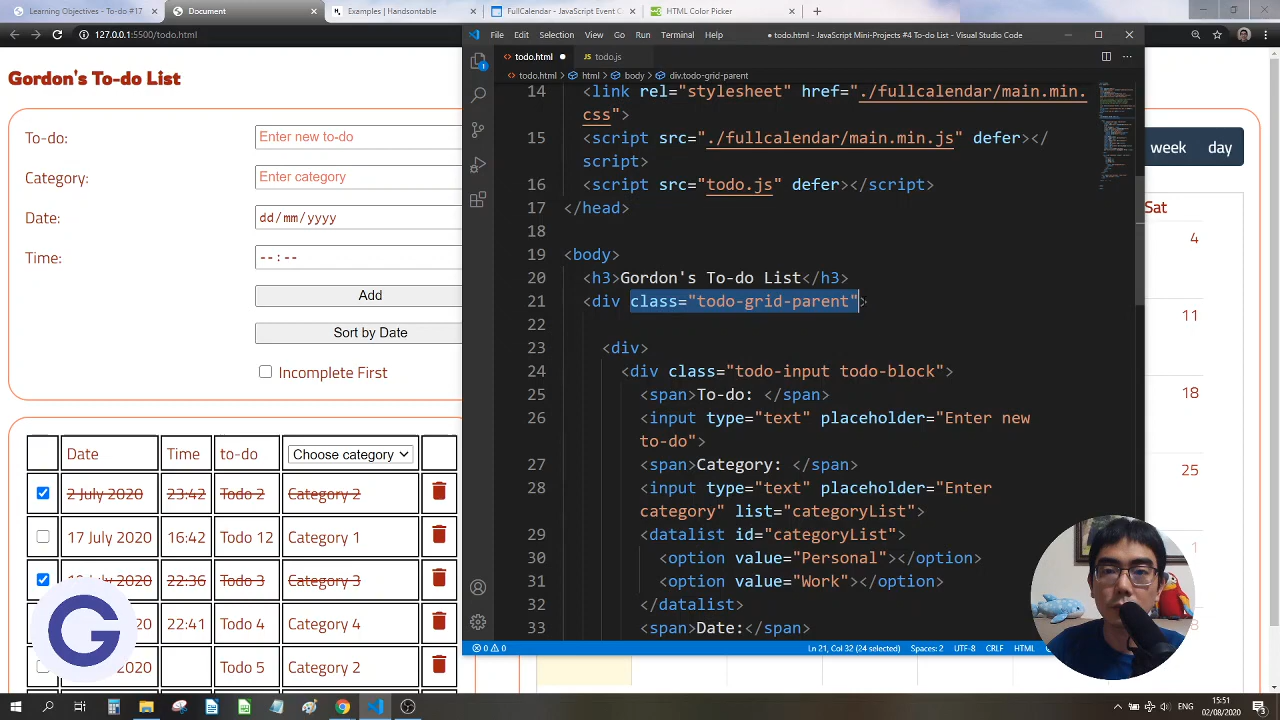 Learning Objectives - Todo #17
Document
Examples | Handsontable
FullCalendar - JavaScript Event C
HTML Color Picker
127.0.0.1:5500/todo.html
Gordon's To-do List
To-do:
Enter new to-do
Category:
Enter category
Date:
dd/mm/yyyy
Time:
--:--
Add
Sort by Date
Incomplete First
Date Time to-do Choose category
2 July 2020 23:42 Todo 2 Category 2
17 July 2020 16:42 Todo 12 Category 1
2020 22:36 Todo 3 Category 3
2020 22:41 Todo 4 Category 4
2020 Todo 5 Category 2
File Edit Selection View Go Run Terminal Help
● todo.html - JavaScript Mini-Projects #4 To-do List - Visual Studio Code
todo.html
todo.js
todo.html > html > body > div.todo-grid-parent
14 <link rel="Stylesheet" href="./fullcalendar/main.min.
css">
15 <script src="./fullcalendar/main.min.js" defer></
script>
16 <script src="todo.js" defer></script>
17 </head>
18
19 <body>
20 <h3>Gordon's To-do List</h3>
21 <div class="todo-grid-parent">
22
23 <div>
24 <div class="todo-input todo-block">
25 <span>To-do: </span>
26 <input type="text" placeholder="Enter new
to-do">
27 <span>Category: </span>
28 <input type="text" placeholder="Enter
category" list="categoryList">
29 <datalist id="categoryList">
30 <option value="Personal"></option>
31 <option value="Work"></option>
32 </datalist>
33 <span>Date:</span>
0 0
Ln 21, Col 32 (24 selected) Spaces: 2 UTF-8 CRLF HTML
week day
Sat
4
11
18
25
1
8
G
ENG
15:51
02/08/2020